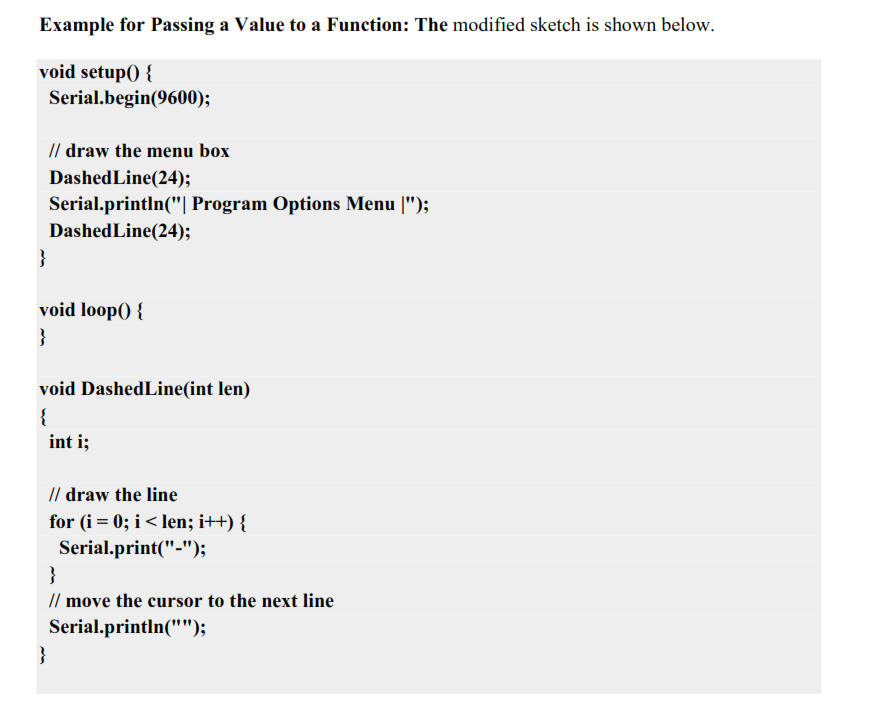 Example for Passing a Value to a Function: The modified sketch is shown below.
void setup() {
Serial.begin(9600);
// draw the menu box
DashedLine(24);
Serial.println("| Program Options Menu |");
DashedLine(24);
}
void loop() {
}
void DashedLine(int len)
{
int i;
// draw the line
for (i = 0; i < len; i++) {
Serial.print("-");
}
// move the cursor to the next line
Serial.println("");
}